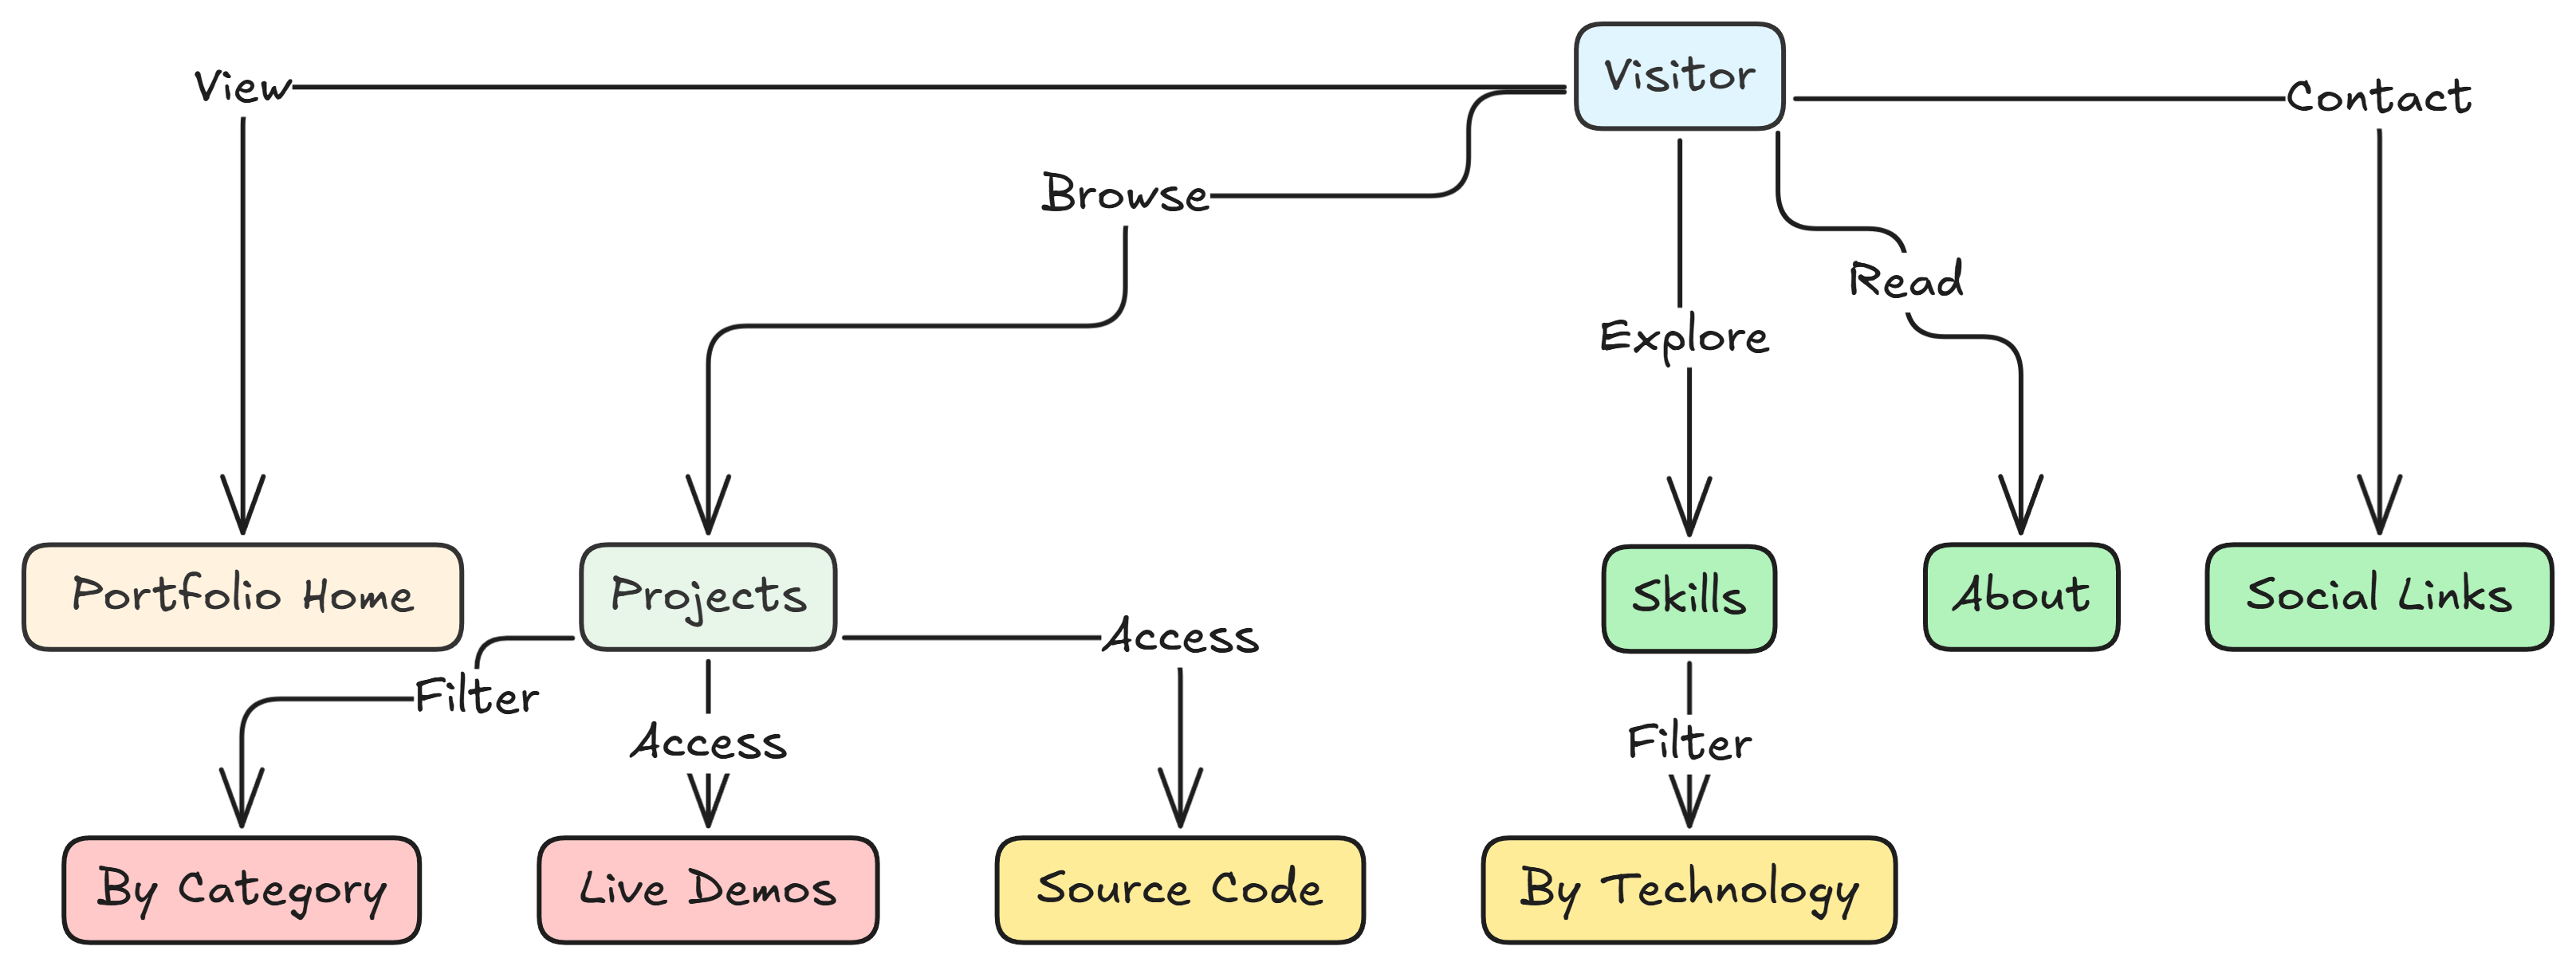 Visitor
View
Contact
Browse
Read
Explore
Portfolio Home
Projects
Skills
About
Social Links
Access
Filter
Access
Filter
By Category
Live Demos
Source Code
By Technology